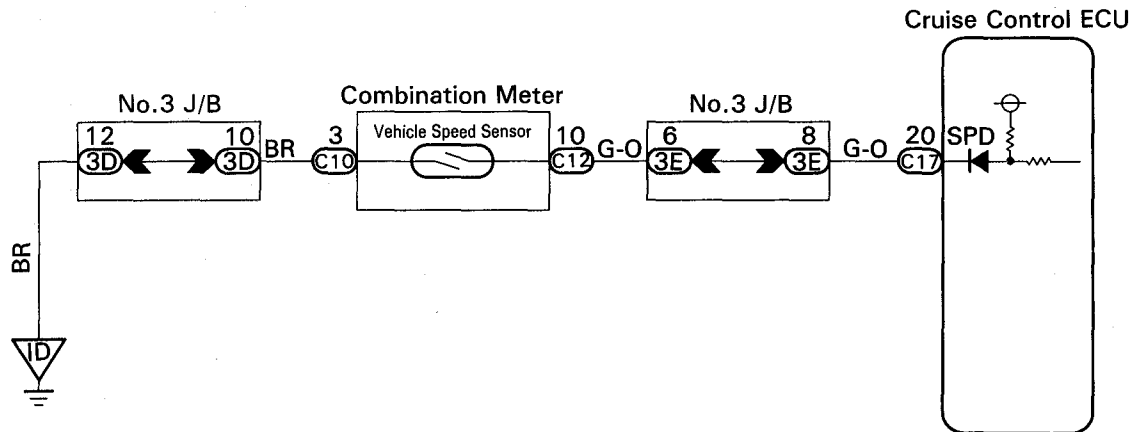 Cruise Control ECU
No.3 J/B
Combination Meter
No.3 J/B
12 10 3 Vehicle Speed Sensor 10 6 8 20 SPD
3D 3D BR C10 C12 G-O 3E 3E G-O C17
BR
ID